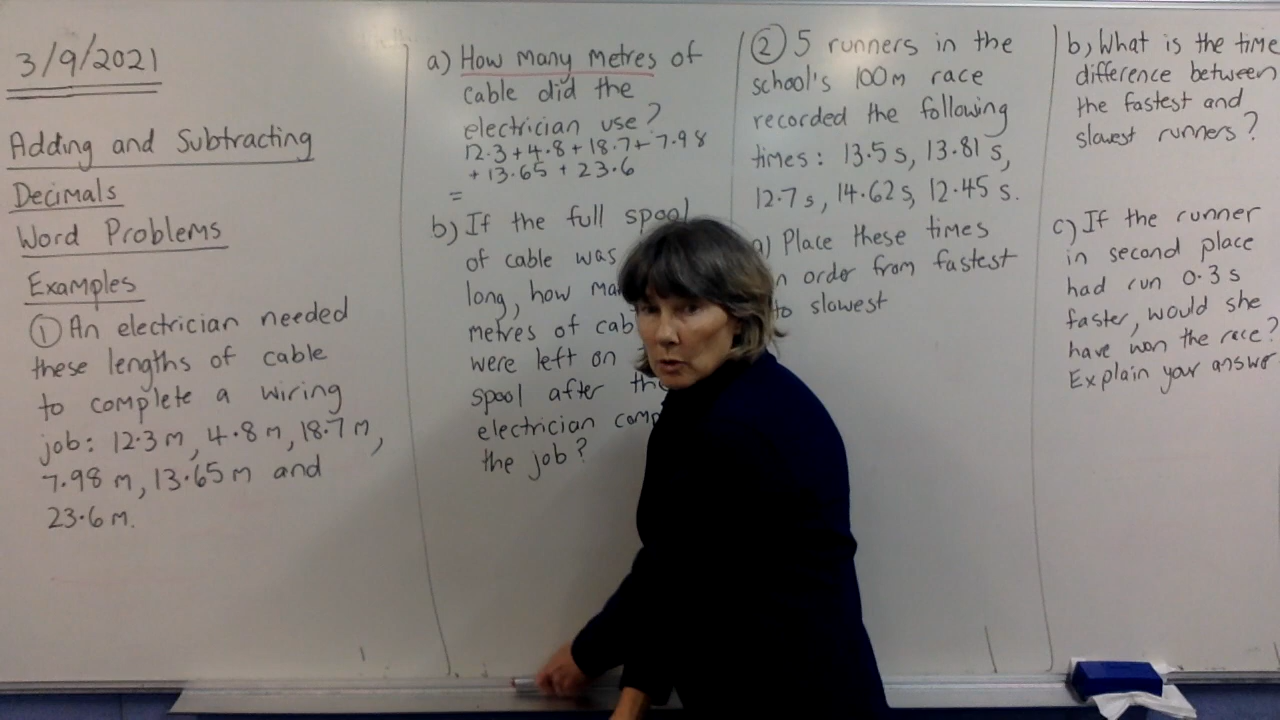 3/9/2021
Adding and Subtracting
Decimals
Word Problems
Examples
① An electrician needed
these lengths of cable
to complete a wiring
job: 12.3 m, 4.8 m, 18.7 m,
7.98 m, 13.65 m and
23.6 m.
a) How many metres of
cable did the
electrician use?
12.3+4.8+18.7+7.98
+13.65 + 23.6
=
b) If the full spool
of cable was
long, how
metres of
were left on
spool after
electrician
the job?
② 5 runners in the
school's 100m race
recorded the following
times: 13.5 s, 13.81 s,
12.7 s, 14.62 s, 12.45 s.
a) Place these times
order from fastest
to slowest
b) What is the time
difference between
the fastest and
slowest runners?
c) If the runner
in second place
had run 0.3 s
faster, would she
have won the race?
Explain your answer